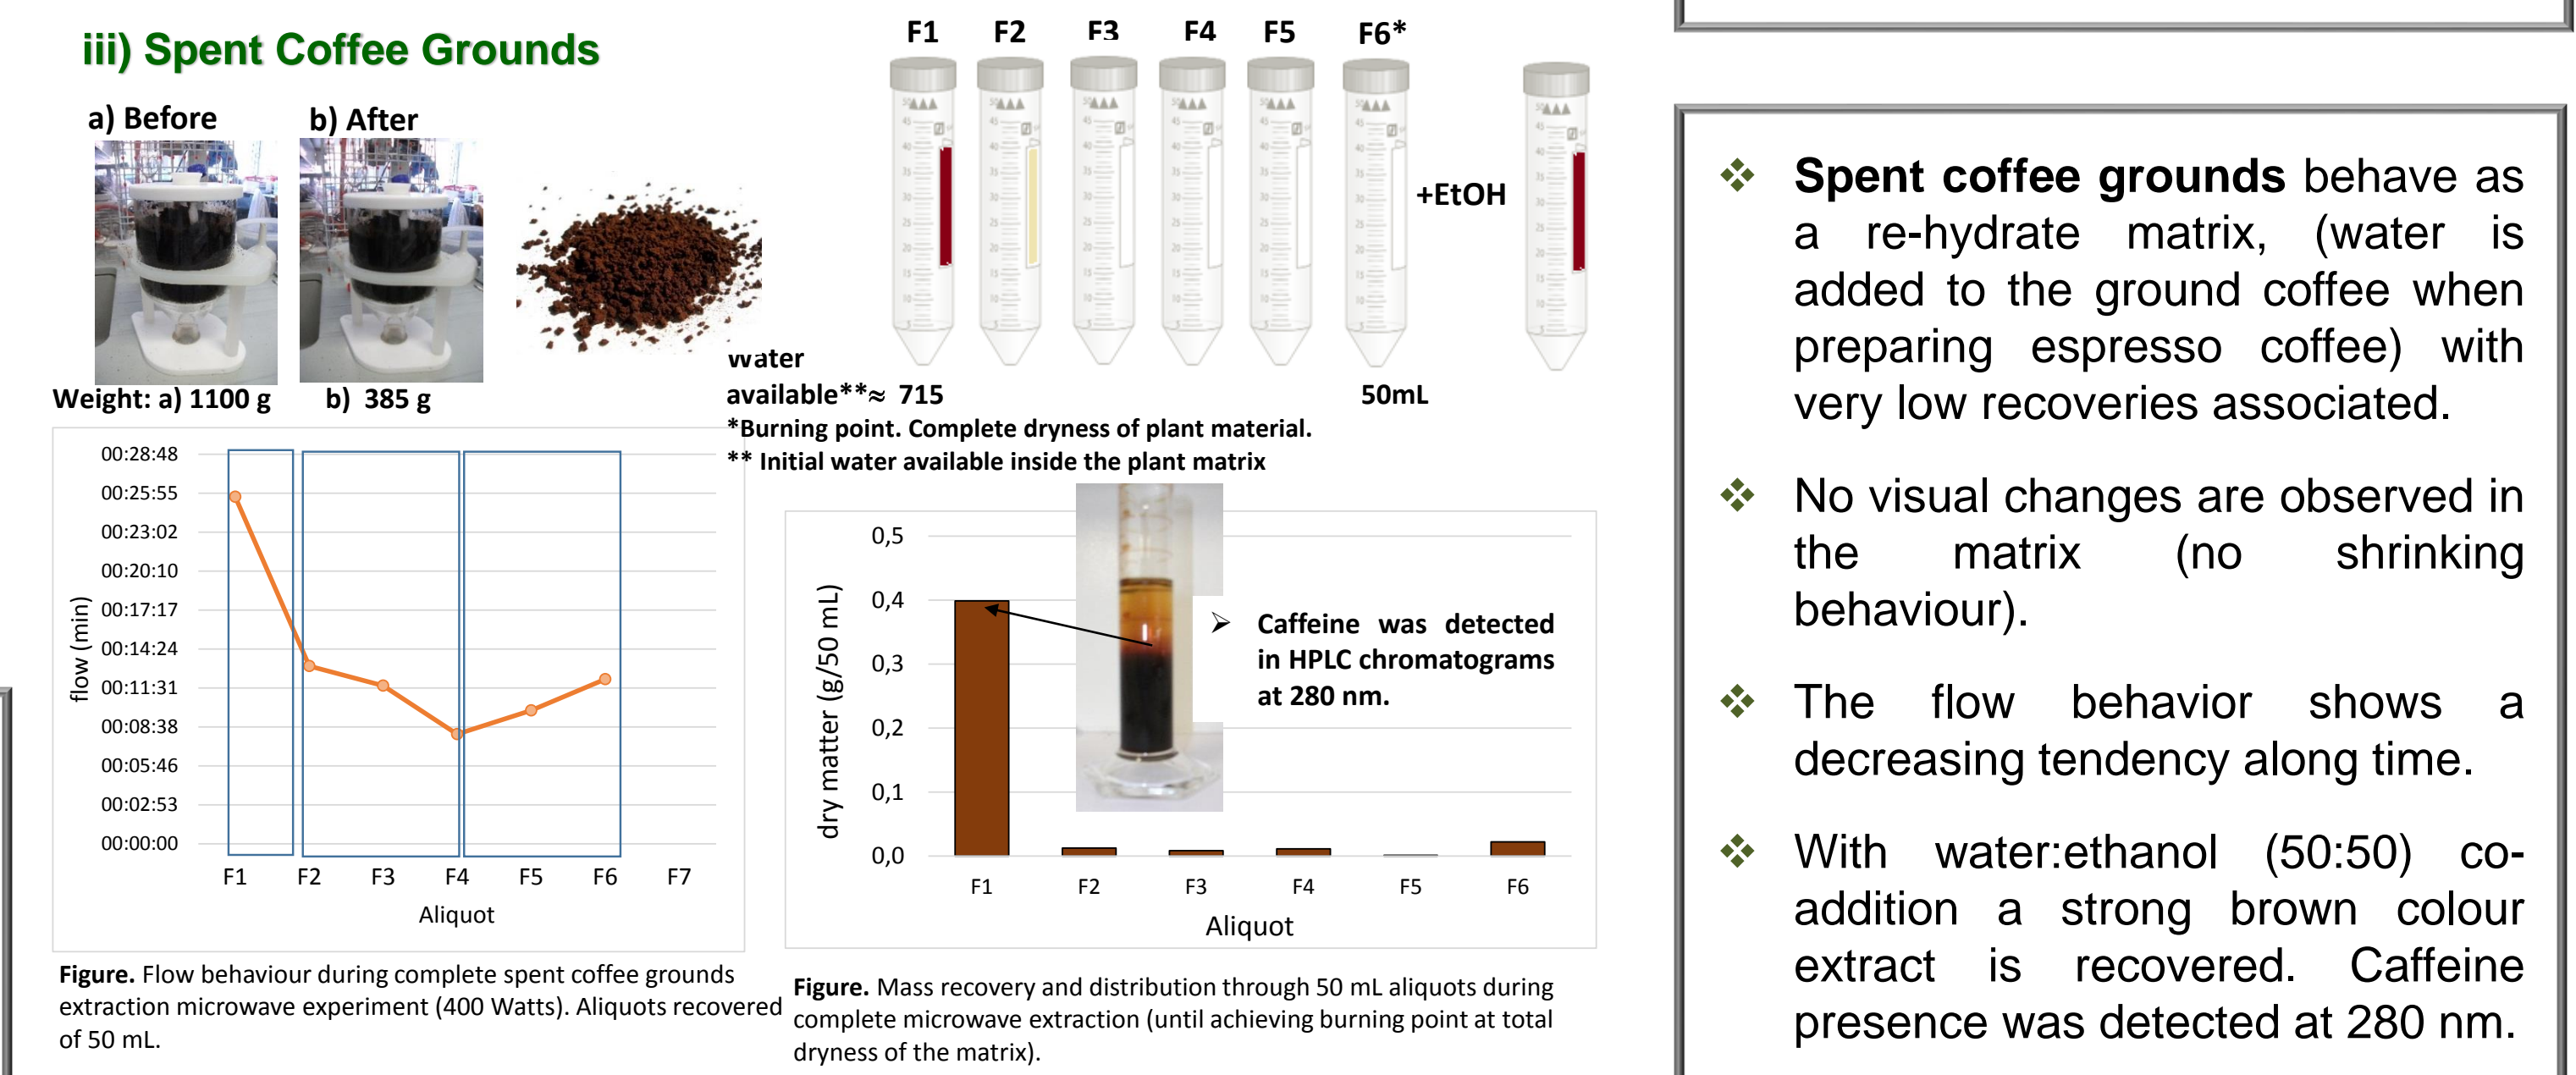 iii) Spent Coffee Grounds
a) Before
b) After
Weight: a) 1100 g
b) 385 g
F1
F2
F3
F4
F5
F6*
+EtOH
Water
available**≈ 715
50mL
*Burning point. Complete dryness of plant material.
** Initial water available inside the plant matrix
flow (min)
00:28:48
00:25:55
00:23:02
00:20:10
00:17:17
00:14:24
00:11:31
00:08:38
00:05:46
00:02:53
00:00:00
F1
F2
F3
F4
F5
F6
F7
Aliquot
Figure. Flow behaviour during complete spent coffee grounds
extraction microwave experiment (400 Watts). Aliquots recovered
of 50 mL.
dry matter (g/50 mL)
0,5
0,4
0,3
0,2
0,1
0,0
F1
F2
F3
F4
F5
F6
Aliquot
➢ Caffeine was detected
in HPLC chromatograms
at 280 nm.
Figure. Mass recovery and distribution through 50 mL aliquots during
complete microwave extraction (until achieving burning point at total
dryness of the matrix).
❖ Spent coffee grounds behave as
a re-hydrate matrix, (water is
added to the ground coffee when
preparing espresso coffee) with
very low recoveries associated.
❖ No visual changes are observed in
the matrix (no shrinking
behaviour).
❖ The flow behavior shows a
decreasing tendency along time.
❖ With water:ethanol (50:50) co-
addition a strong brown colour
extract is recovered. Caffeine
presence was detected at 280 nm.